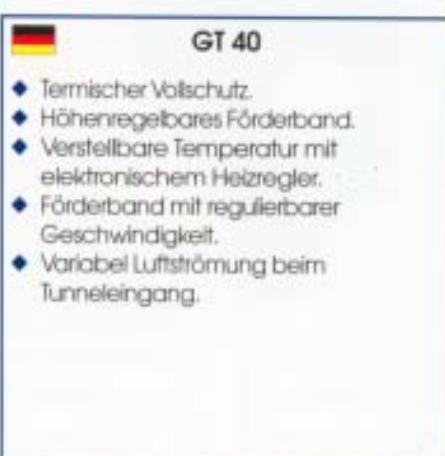 GT 40
◆ Termischer Vollschutz.
◆ Höhenregelbares Förderband.
◆ Verstellbare Temperatur mit
elektronischem Heizregler.
◆ Förderband mit regulierbarer
Geschwindigkeit.
◆ Variabel Luftströmung beim
Tunneleingang.